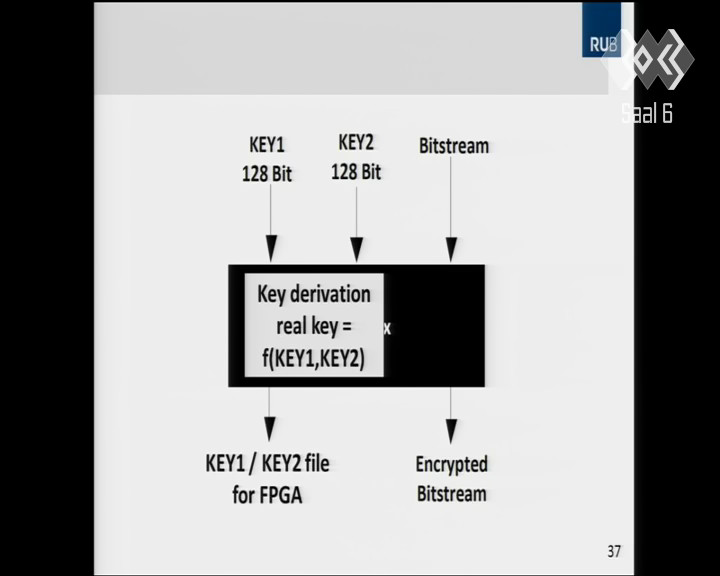 RUB
Saal 6
KEY1
128 Bit
KEY2
128 Bit
Bitstream
Key derivation
real key =
f(KEY1,KEY2)
x
KEY1 / KEY2 file
for FPGA
Encrypted
Bitstream
37